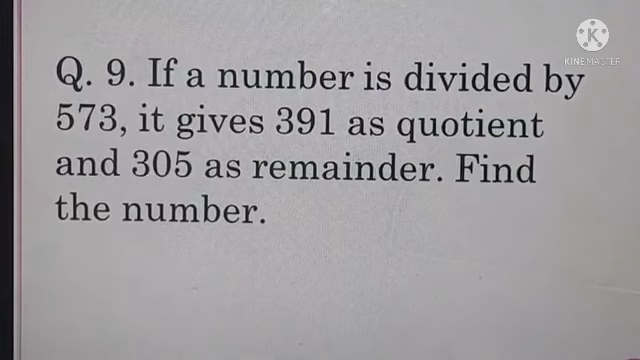 K
KINEMASTER
Q. 9. If a number is divided by
573, it gives 391 as quotient
and 305 as remainder. Find
the number.